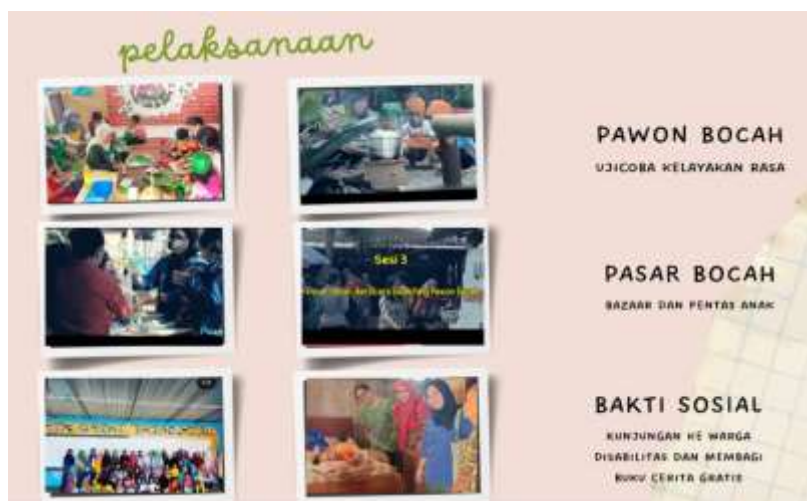 pelaksanaan
PAWON BOCAH
UJICOBA KELAYAKAN RASA
Sesi 3
PASAR BOCAH
BAZAAR DAN PENTAS ANAK
BAKTI SOSIAL
KUNJUNGAN KE WARGA
DISABILITAS DAN MEMBAGI
BUKU CERITA GRATIS